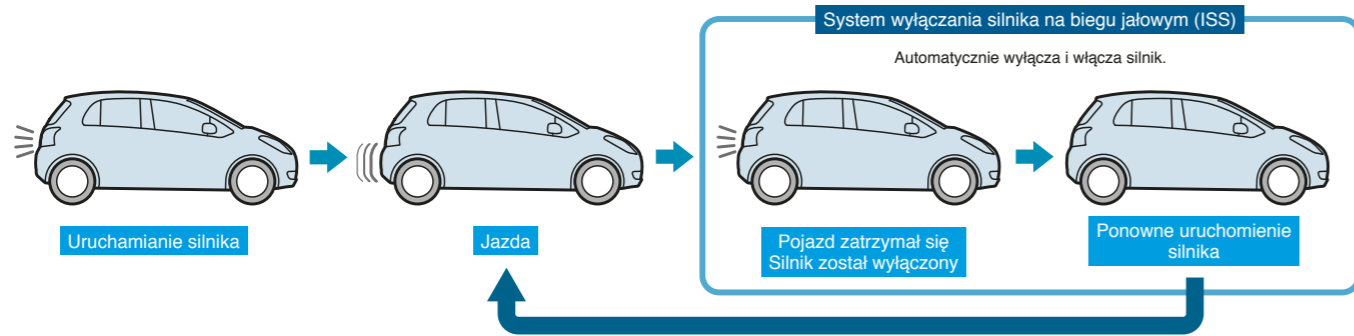 System wyłączania silnika na biegu jałowym (ISS)
Automatycznie wyłącza i włącza silnik.
Uruchamianie silnika
Jazda
Pojazd zatrzymał się
Silnik został wyłączony
Ponowne uruchomienie
silnika